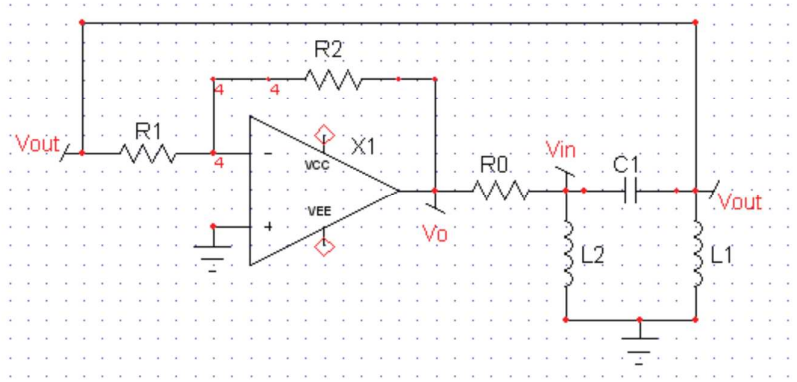 R2
4 4
Vout R1 X1
4
VCC
R0 Vin C1
Vout
VEE
Vo
L2 L1